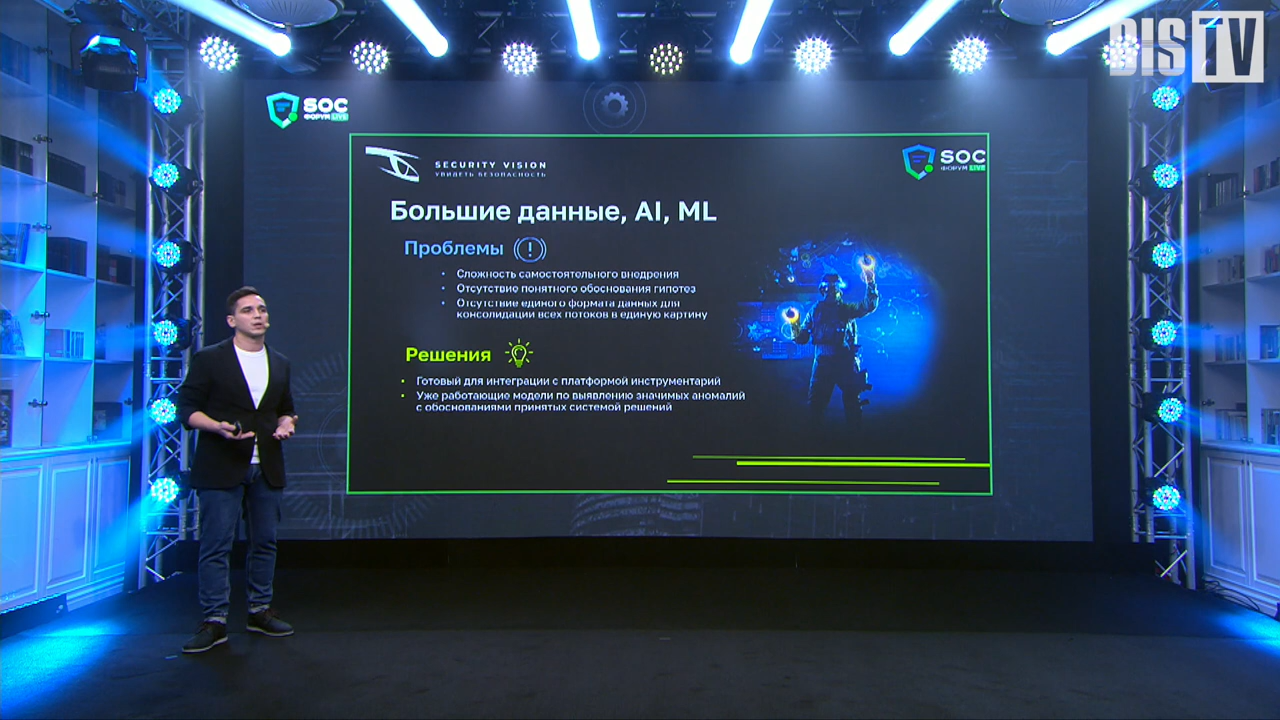 BIS TV
SOC
ФОРУМ LIVE
SECURITY VISION
УВИДЕТЬ БЕЗОПАСНОСТЬ
SOC
ФОРУМ LIVE
Большие данные, AI, ML
Проблемы
• Сложность самостоятельного внедрения
• Отсутствие понятного обоснования гипотез
• Отсутствие единого формата данных для
консолидации всех потоков в единую картину
Решения
• Готовый для интеграции с платформой инструментарий
• Уже работающие модели по выявлению значимых аномалий
с обоснованиями принятых системой решений